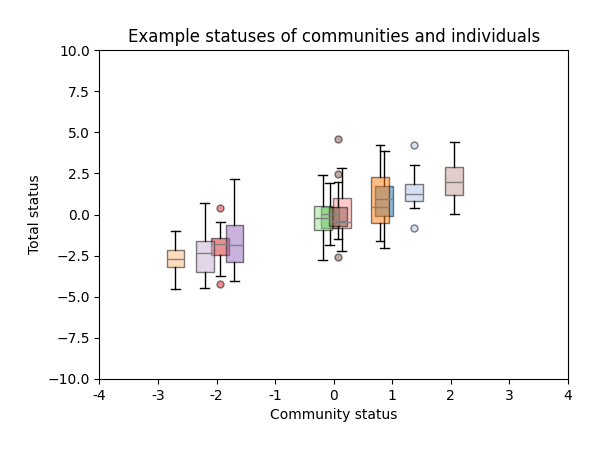 Example statuses of communities and individuals
10.0
7.5
5.0
2.5
0.0
−2.5
−5.0
−7.5
−10.0
Total status
-4 -3 -2 -1 0 1 2 3 4
Community status